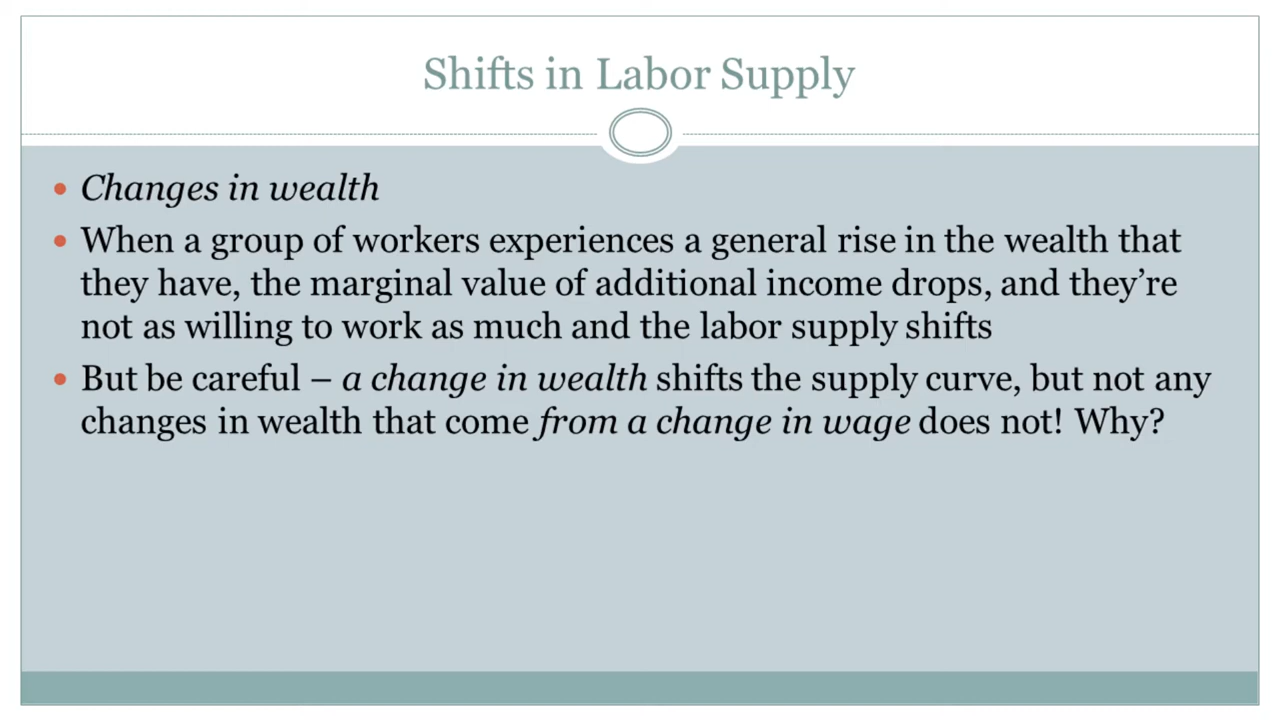 Shifts in Labor Supply
• Changes in wealth
• When a group of workers experiences a general rise in the wealth that
they have, the marginal value of additional income drops, and they’re
not as willing to work as much and the labor supply shifts
• But be careful – a change in wealth shifts the supply curve, but not any
changes in wealth that come from a change in wage does not! Why?